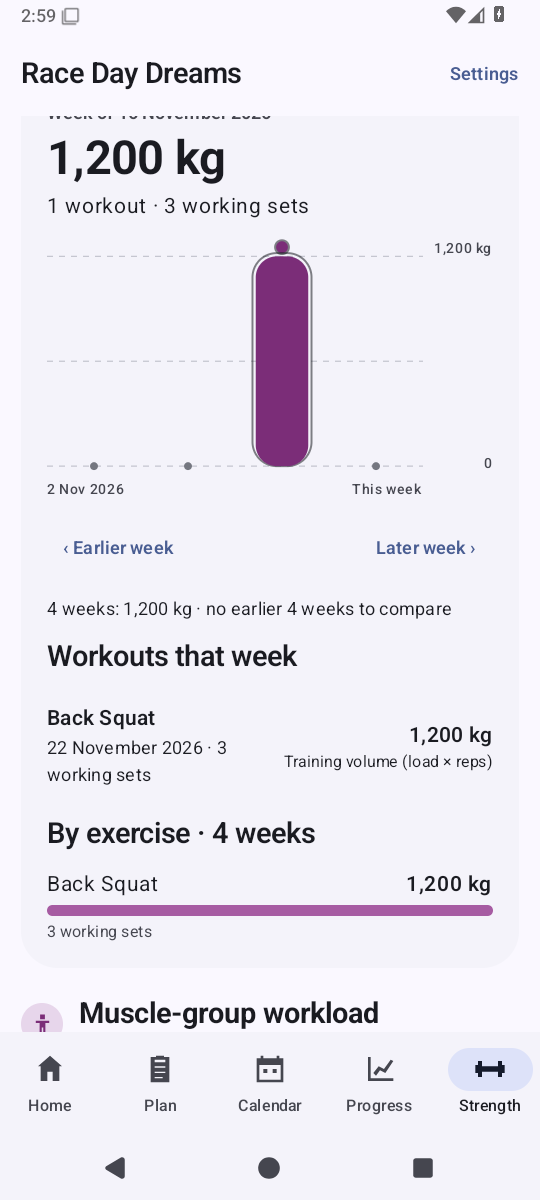 2:59
Race Day Dreams
Settings
1,200 kg
1 workout · 3 working sets
1,200 kg
0
2 Nov 2026
This week
‹ Earlier week
Later week ›
4 weeks: 1,200 kg · no earlier 4 weeks to compare
Workouts that week
Back Squat
22 November 2026 · 3
working sets
1,200 kg
Training volume (load × reps)
By exercise · 4 weeks
Back Squat
1,200 kg
3 working sets
Muscle-group workload
Home
Plan
Calendar
Progress
Strength